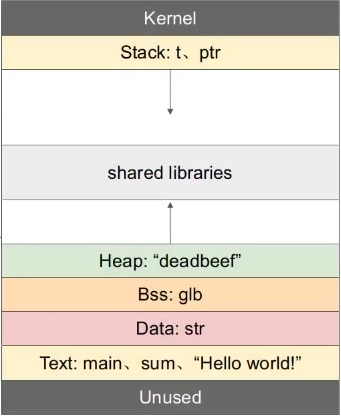 Kernel
Stack: t、ptr
shared libraries
Heap: “deadbeef”
Bss: glb
Data: str
Text: main、sum、“Hello world!”
Unused